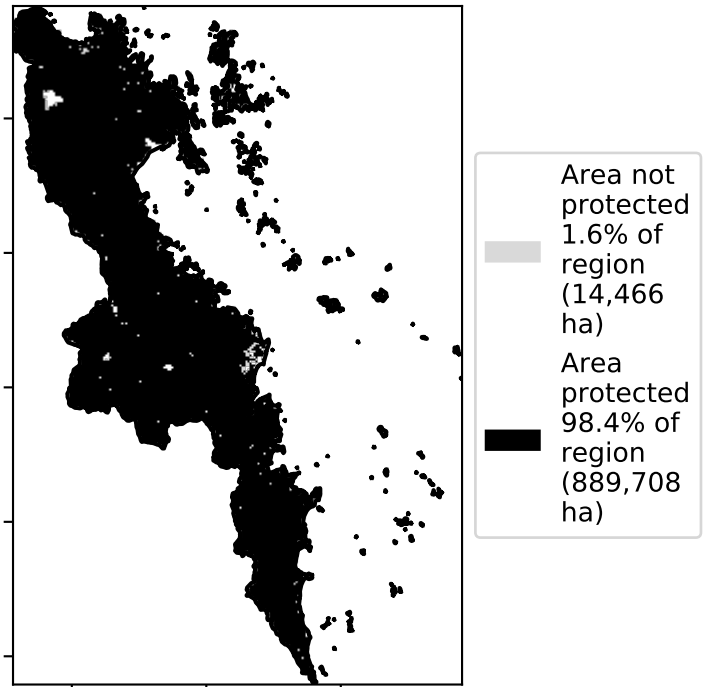 Area not
protected
1.6% of
region
(14,466
ha)
Area
protected
98.4% of
region
(889,708
ha)